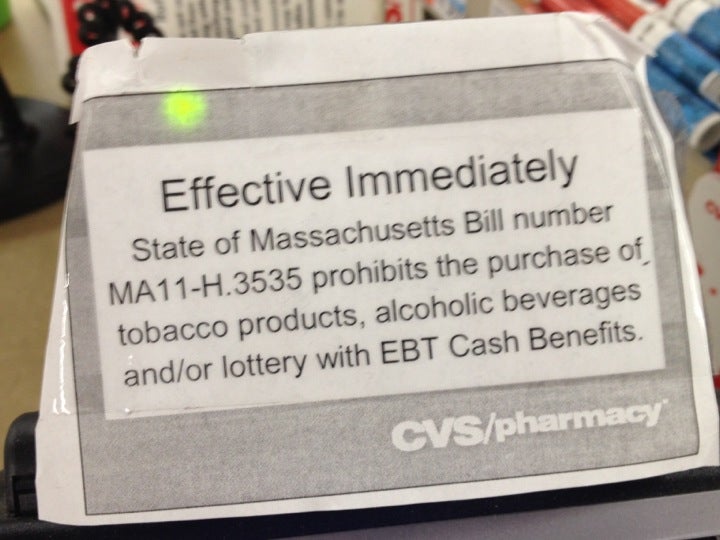 Effective Immediately
State of Massachusetts Bill number
MA11-H.3535 prohibits the purchase of
tobacco products, alcoholic beverages
and/or lottery with EBT Cash Benefits.
CVS/pharmacy